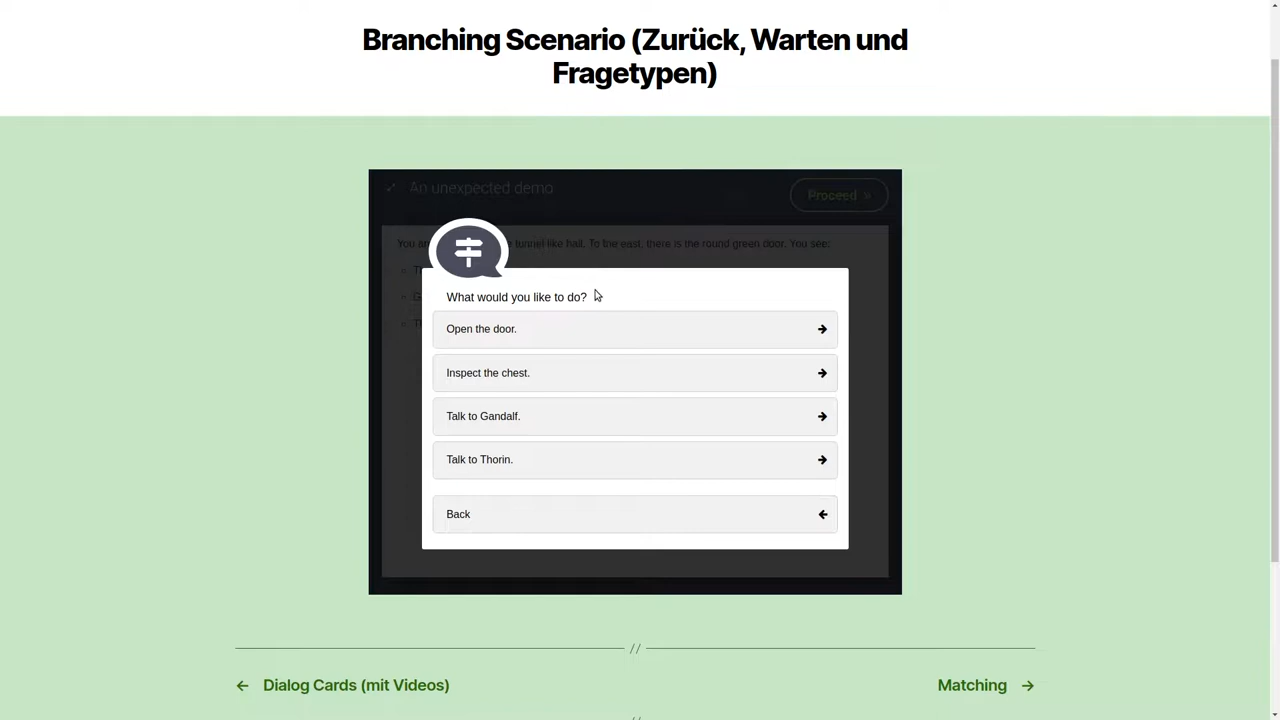 Branching Scenario (Zurück, Warten und
Fragetypen)
An unexpected demo
Proceed »
You are tunnel like hall. To the east, there is the round green door. You see:
What would you like to do?
Open the door.
Inspect the chest.
Talk to Gandalf.
Talk to Thorin.
Back
// 
← Dialog Cards (mit Videos)
Matching →
//